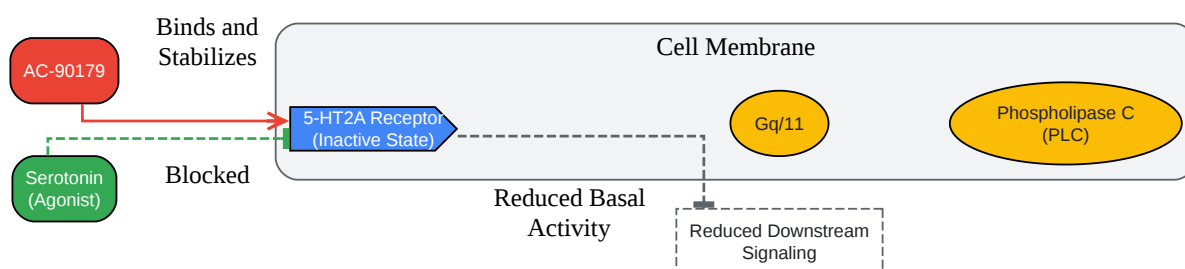 Binds and
Stabilizes
Cell Membrane
AC-90179
5-HT2A Receptor
(Inactive State)
Gq/11
Phospholipase C
(PLC)
Serotonin
(Agonist)
Blocked
Reduced Basal
Activity
Reduced Downstream
Signaling